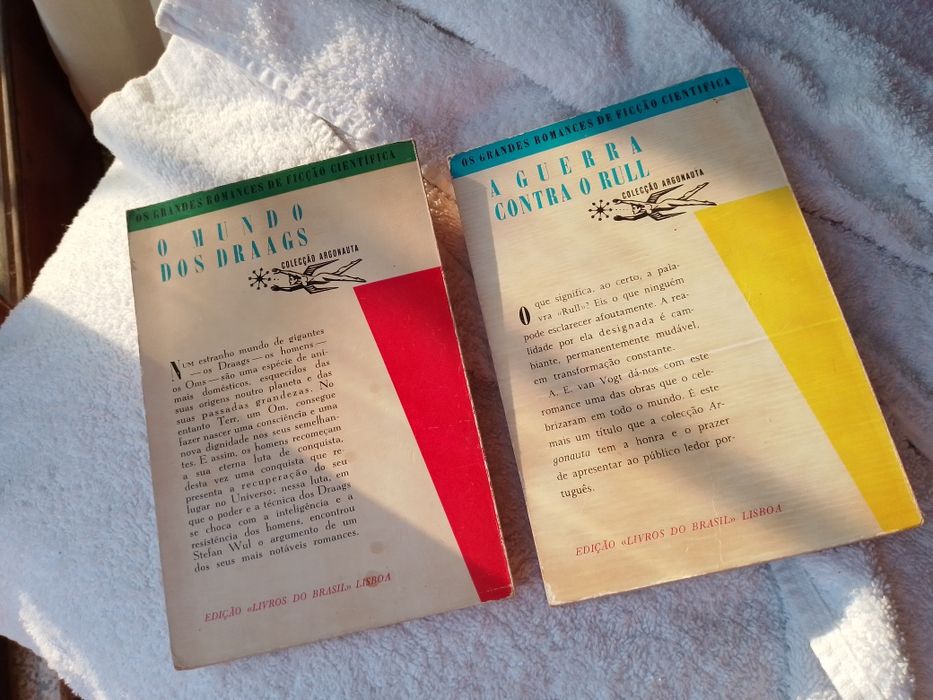 OS GRANDES ROMANCES DE FICÇÃO CIENTÍFICA
O MUNDO
DOS DRAAGS
COLECÇÃO ARGONAUTA
NUM estranho mundo de gigantes
— os Draags — os homens —
os Oms — são uma espécie de ani-
mais domésticos, esquecidos das
suas origens noutro planeta e das
suas passadas grandezas. No
entanto Terr, um Om, consegue
fazer nascer uma consciência e uma
nova dignidade nos seus semelhan-
tes. E assim, os homens recomeçam
a sua eterna luta de conquista,
desta vez uma conquista que re-
presenta a recuperação do seu
lugar no Universo; nessa luta, em
que o poder e a técnica dos Draags
se choca com a inteligência e a
resistência dos homens, encontrou
Stefan Wul o argumento de um
dos seus mais notáveis romances.
EDIÇÃO «LIVROS DO BRASIL» LISBOA
OS GRANDES ROMANCES DE FICÇÃO CIENTÍFICA
A GUERRA
CONTRA O RULL
COLECÇÃO ARGONAUTA
O que significa, ao certo, a pala-
vra «Rull»? Eis o que ninguém
pode esclarecer afoutamente. A rea-
lidade por ela designada é cam-
biante, permanentemente mudável,
em transformação constante.
A. E. van Vogt dá-nos com este
romance uma das obras que o cele-
brizaram em todo o mundo. É este
mais um título que a colecção Ar-
gonauta tem a honra e o prazer
de apresentar ao público ledor por-
tuguês.
EDIÇÃO «LIVROS DO BRASIL» LISBOA